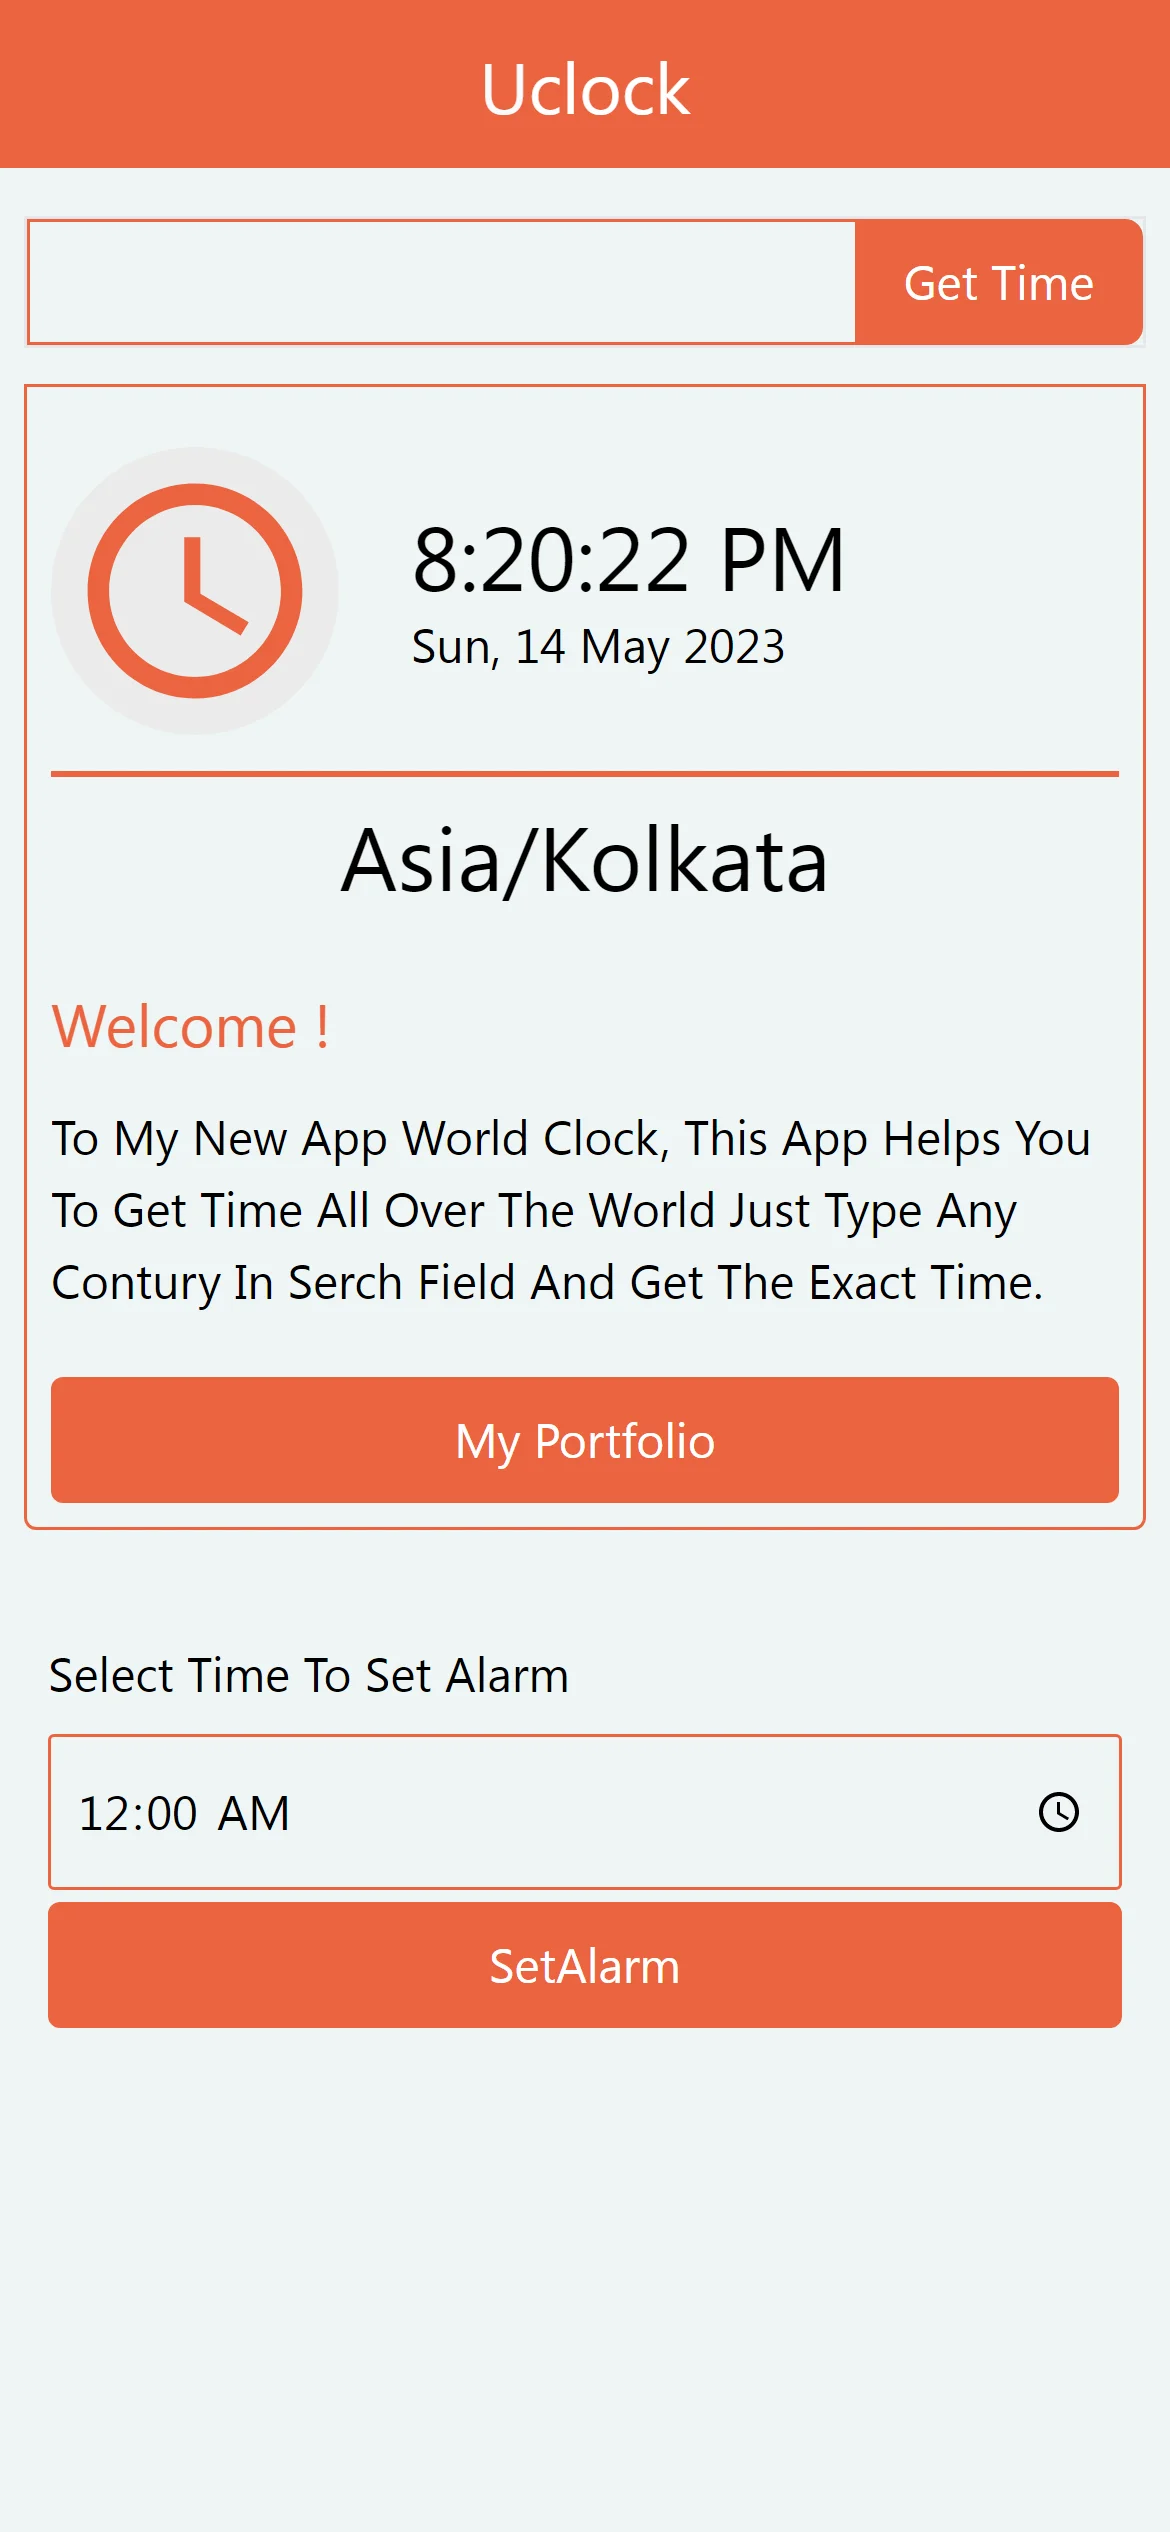 Uclock
Get Time
8:20:22 PM
Sun, 14 May 2023
Asia/Kolkata
Welcome !
To My New App World Clock, This App Helps You
To Get Time All Over The World Just Type Any
Contury In Serch Field And Get The Exact Time.
My Portfolio
Select Time To Set Alarm
12:00 AM
SetAlarm